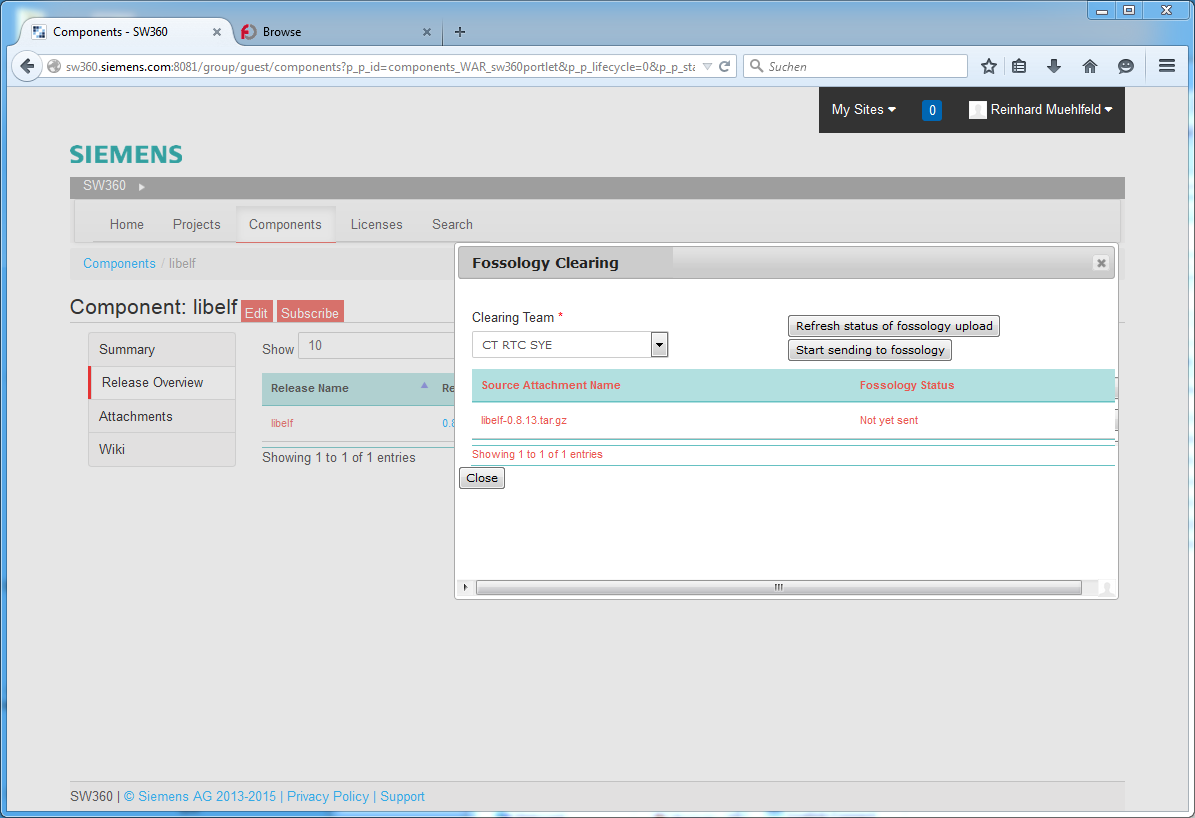 Components - SW360
Browse
sw360.siemens.com:8081/group/guest/components?p_p_id=components_WAR_sw360portlet&p_p_lifecycle=0&p_p_sta
Suchen
My Sites
0
Reinhard Muehlfeld
SIEMENS
SW360
Home
Projects
Components
Licenses
Search
Components / libelf
Component: libelf
Edit
Subscribe
Summary
Release Overview
Attachments
Wiki
Show 10
Release Name
Re
libelf
0.8
Showing 1 to 1 of 1 entries
Fossology Clearing
Clearing Team *
CT RTC SYE
Refresh status of fossology upload
Start sending to fossology
Source Attachment Name
Fossology Status
libelf-0.8.13.tar.gz
Not yet sent
Showing 1 to 1 of 1 entries
Close
SW360 | © Siemens AG 2013-2015 | Privacy Policy | Support